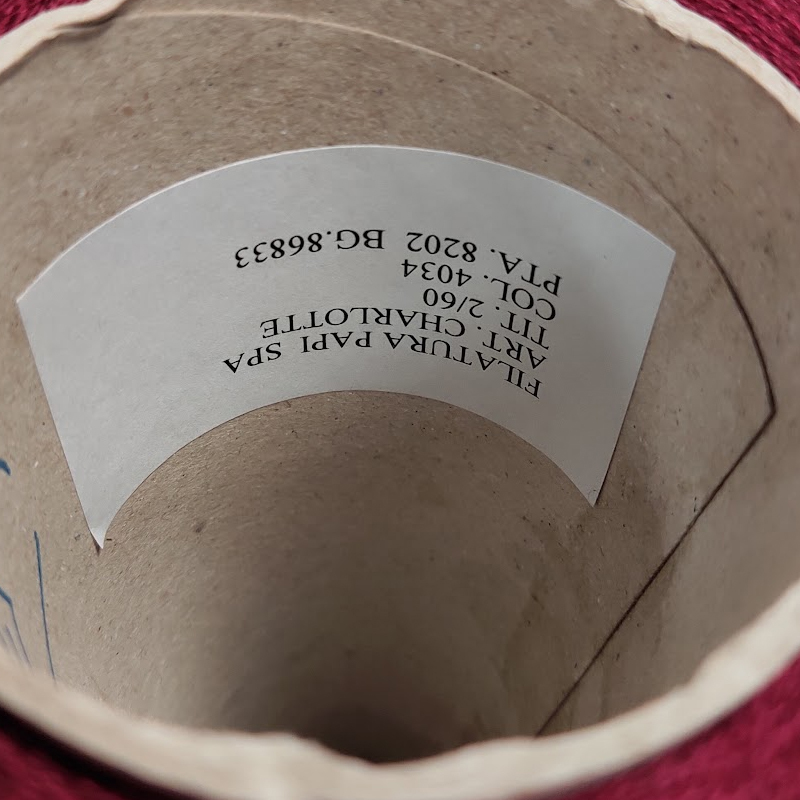 FILATURA PAPI SPA
ART. CHARLOTTE
TIT. 2/60
COL. 4034
PTA. 8202 BG.86833